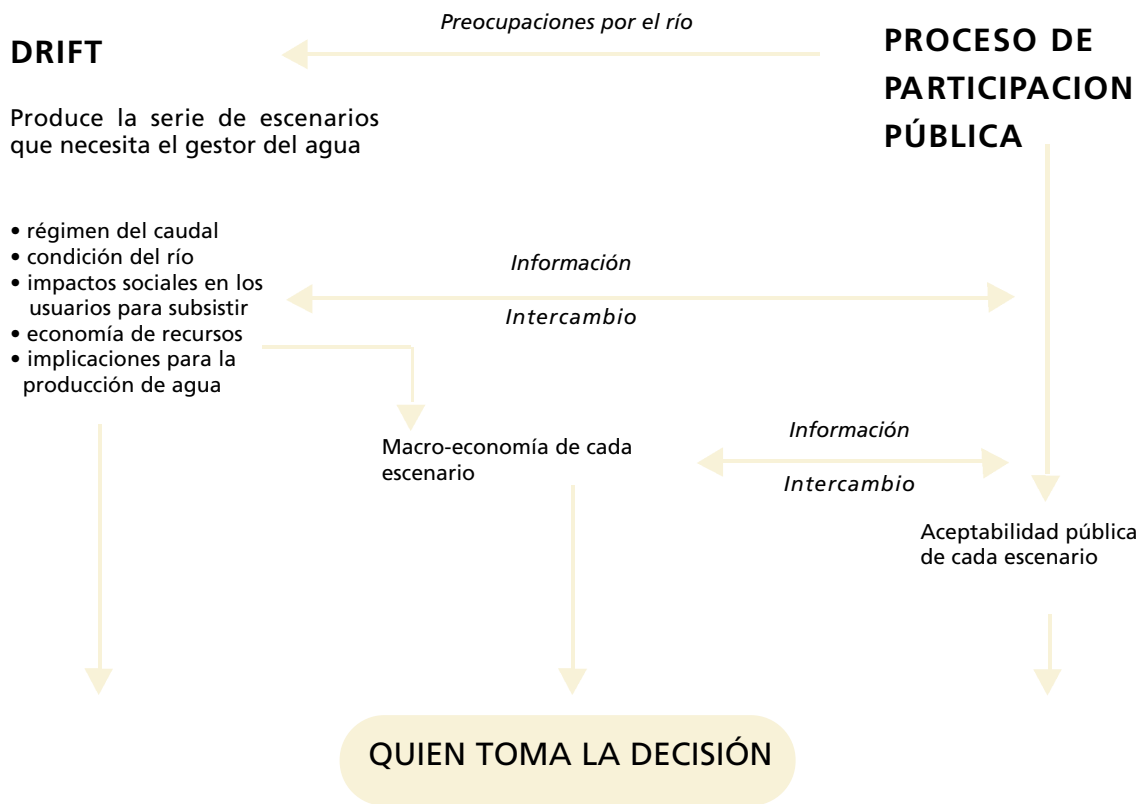 Preocupaciones por el río
DRIFT
PROCESO DE
PARTICIPACION
PÚBLICA
Produce la serie de escenarios
que necesita el gestor del agua
• régimen del caudal
• condición del río
• impactos sociales en los
usuarios para subsistir
• economía de recursos
• implicaciones para la
producción de agua
Información
Intercambio
Macro-economía de cada
escenario
Información
Intercambio
Aceptabilidad pública
de cada escenario
QUIEN TOMA LA DECISIÓN